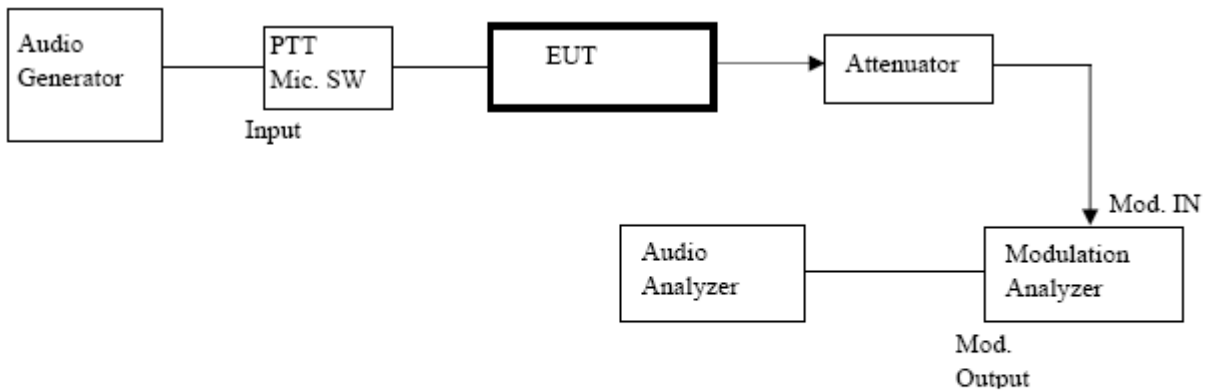 Audio
Generator
PTT
Mic. SW
Input
EUT
Attenuator
Mod. IN
Audio
Analyzer
Modulation
Analyzer
Mod.
Output